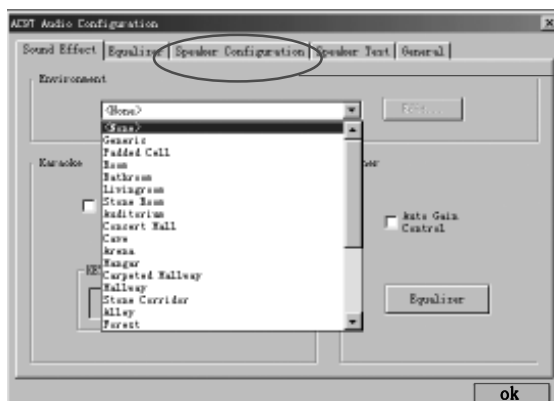 AC97 Audio Configuration
Sound Effect Equalizer Speaker Configuration Speaker Test General
Environment
<None>
Edit...
<None>
Generic
Padded Cell
Room
Bathroom
Livingroom
Stone Room
Auditorium
Concert Hall
Cave
Arena
Hangar
Carpeted Hallway
Hallway
Stone Corridor
Alley
Forest
Karaoke
Auto Gain
Control
Equalizer
ok